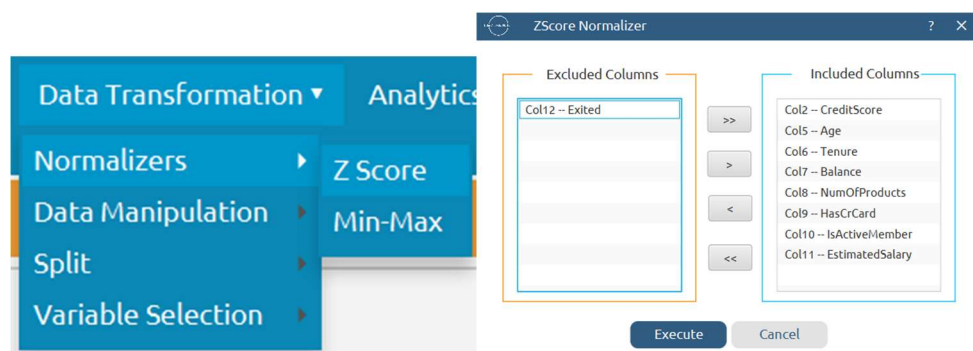 Data Transformation ▾ Analytics
Normalizers
Z Score
Data Manipulation
Min-Max
Split
Variable Selection
ZScore Normalizer ? ✕
Excluded Columns
Col12 -- Exited
>>
>
<
<<
Included Columns
Col2 -- CreditScore
Col5 -- Age
Col6 -- Tenure
Col7 -- Balance
Col8 -- NumOfProducts
Col9 -- HasCrCard
Col10 -- IsActiveMember
Col11 -- EstimatedSalary
Execute
Cancel